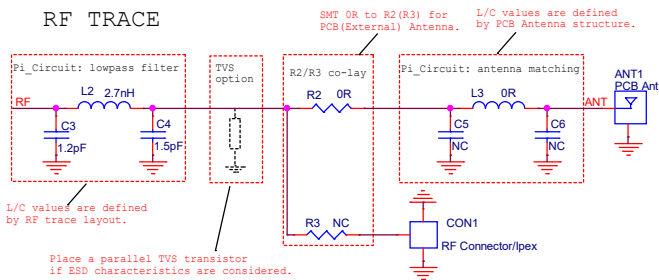 RF TRACE
SMT 0R to R2(R3) for
PCB(External) Antenna.
L/C values are defined
by PCB Antenna structure.
Pi_Circuit: lowpass filter
TVS
option
R2/R3 co-lay
Pi_Circuit: antenna matching
ANT1
PCB Ant
RF
L2 2.7nH
R2 0R
L3 0R
ANT
C3
1.2pF
C4
1.5pF
C5
NC
C6
NC
L/C values are defined
by RF trace layout.
R3 NC
CON1
RF Connector/Ipex
Place a parallel TVS transistor
if ESD characteristics are considered.